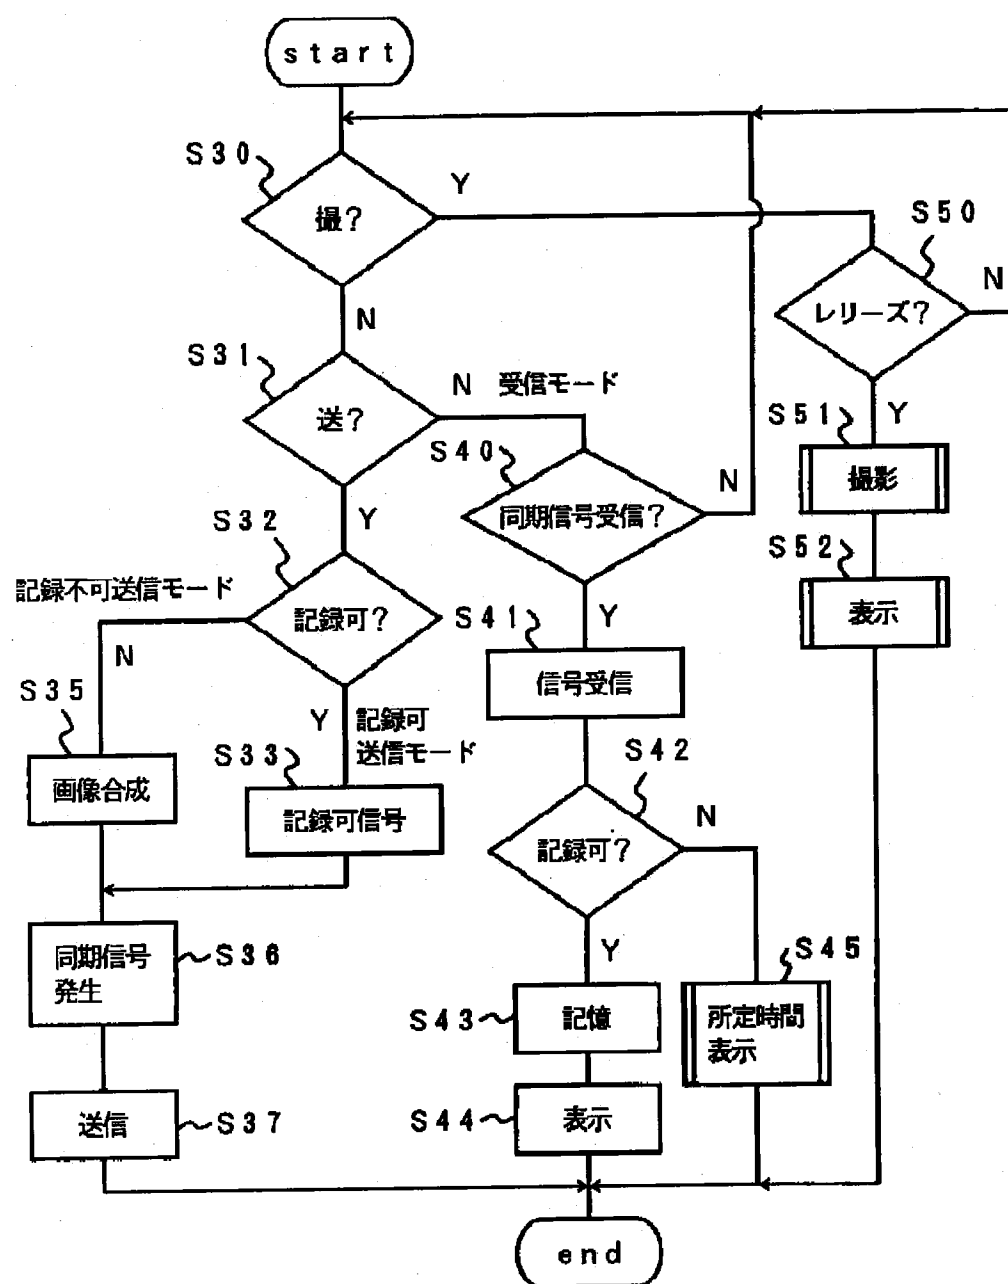 start
S30
撮?
Y
N
S50
レリーズ?
N
Y
S31
送?
N 受信モード
Y
S51
撮影
S52
表示
S40
同期信号受信?
N
Y
S32
記録不可送信モード
記録可?
N
Y
記録可
送信モード
S41
信号受信
S35
画像合成
S33
記録可信号
S42
記録可?
N
Y
S36
同期信号
発生
S43
記憶
S45
所定時間
表示
S37
送信
S44
表示
end